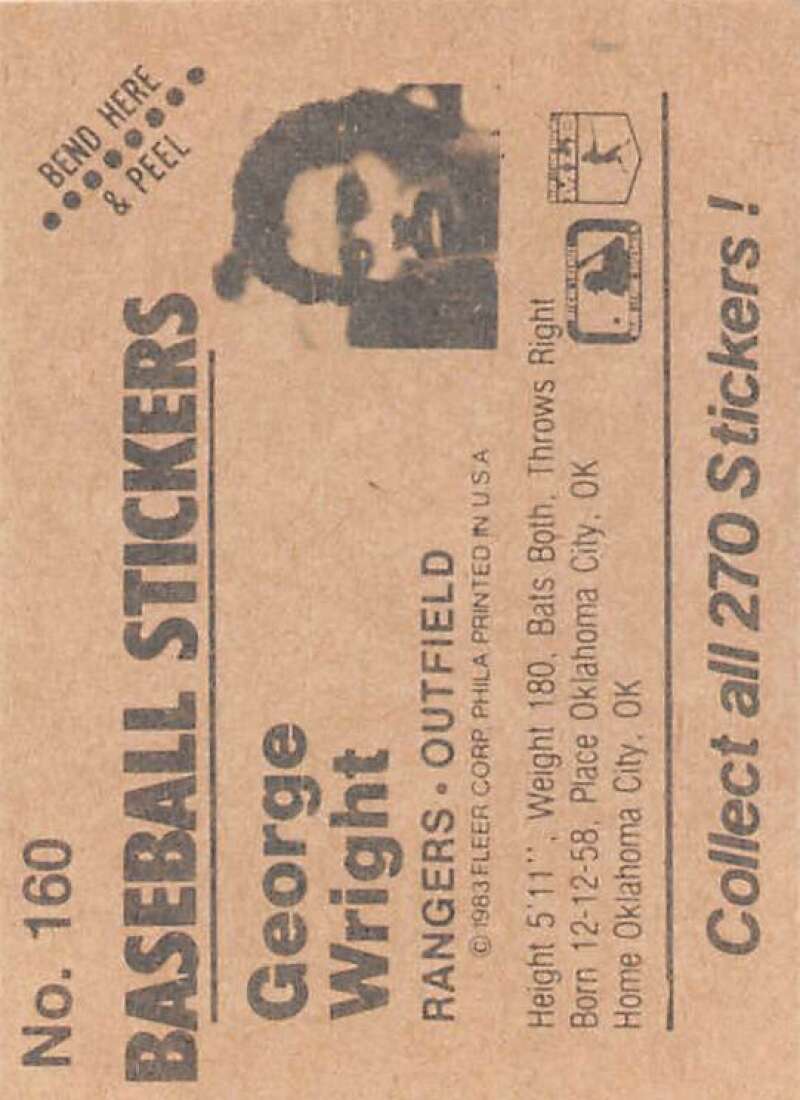 No. 160
BEND HERE
& PEEL
BASEBALL STICKERS
George
Wright
RANGERS • OUTFIELD
© 1983 FLEER CORP. PHILA PRINTED IN U.S.A
Height 5'11", Weight 180, Bats Both, Throws Right
Born 12-12-58, Place Oklahoma City, OK
Home Oklahoma City, OK
Collect all 270 Stickers!